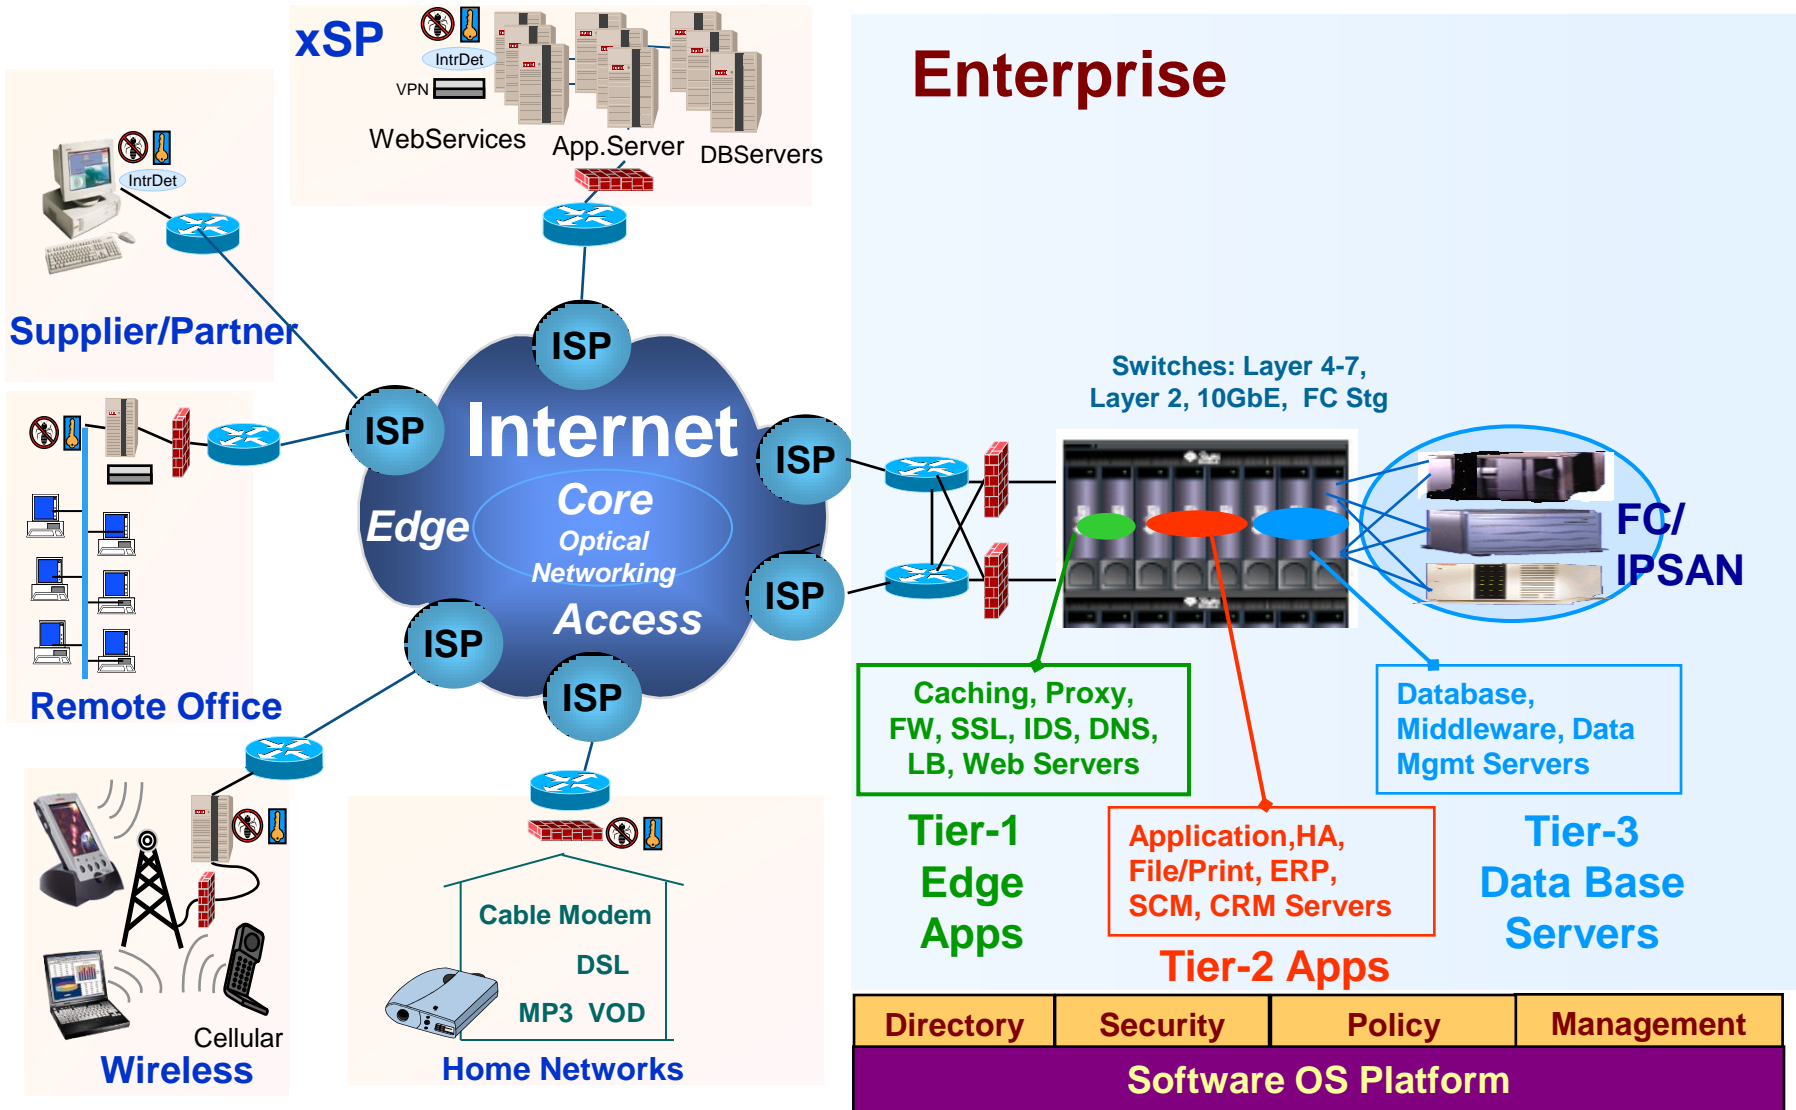 xSP
IntrDet
VPN
WebServices
App.Server
DBServers
Enterprise
IntrDet
Supplier/Partner
ISP
ISP
ISP
ISP
ISP
ISP
Internet
Core
Optical
Networking
Edge
Access
Remote Office
Switches: Layer 4-7,
Layer 2, 10GbE,  FC Stg
FC/
IPSAN
Caching, Proxy,
FW, SSL, IDS, DNS,
LB, Web Servers
Tier-1
Edge
Apps
Application,HA,
File/Print, ERP,
SCM, CRM Servers
Tier-2 Apps
Database,
Middleware, Data
Mgmt Servers
Tier-3
Data Base
Servers
Cellular
Wireless
Cable Modem
DSL
MP3  VOD
Home Networks
Directory
Security
Policy
Management
Software OS Platform